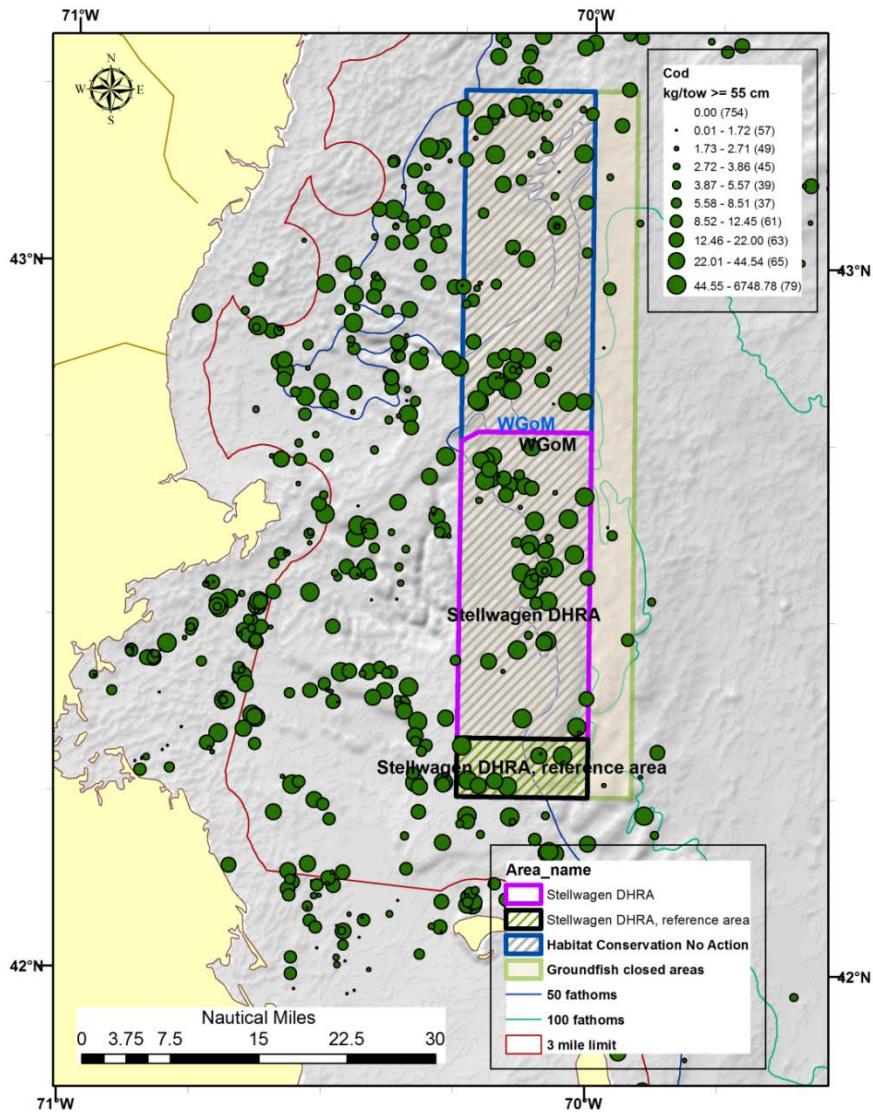 71°W
70°W
N
W
E
S
Cod
kg/tow >= 55 cm
0.00 (754)
0.01 - 1.72 (57)
1.73 - 2.71 (49)
2.72 - 3.86 (45)
3.87 - 5.57 (39)
5.58 - 8.51 (37)
8.52 - 12.45 (61)
12.46 - 22.00 (63)
22.01 - 44.54 (65)
44.55 - 6748.78 (79)
43°N
43°N
WGoM
WGoM
Stellwagen DHRA
Stellwagen DHRA, reference area
Area_name
Stellwagen DHRA
Stellwagen DHRA, reference area
Habitat Conservation No Action
Groundfish closed areas
50 fathoms
100 fathoms
3 mile limit
42°N
42°N
Nautical Miles
0 3.75 7.5 15 22.5 30
71°W
70°W